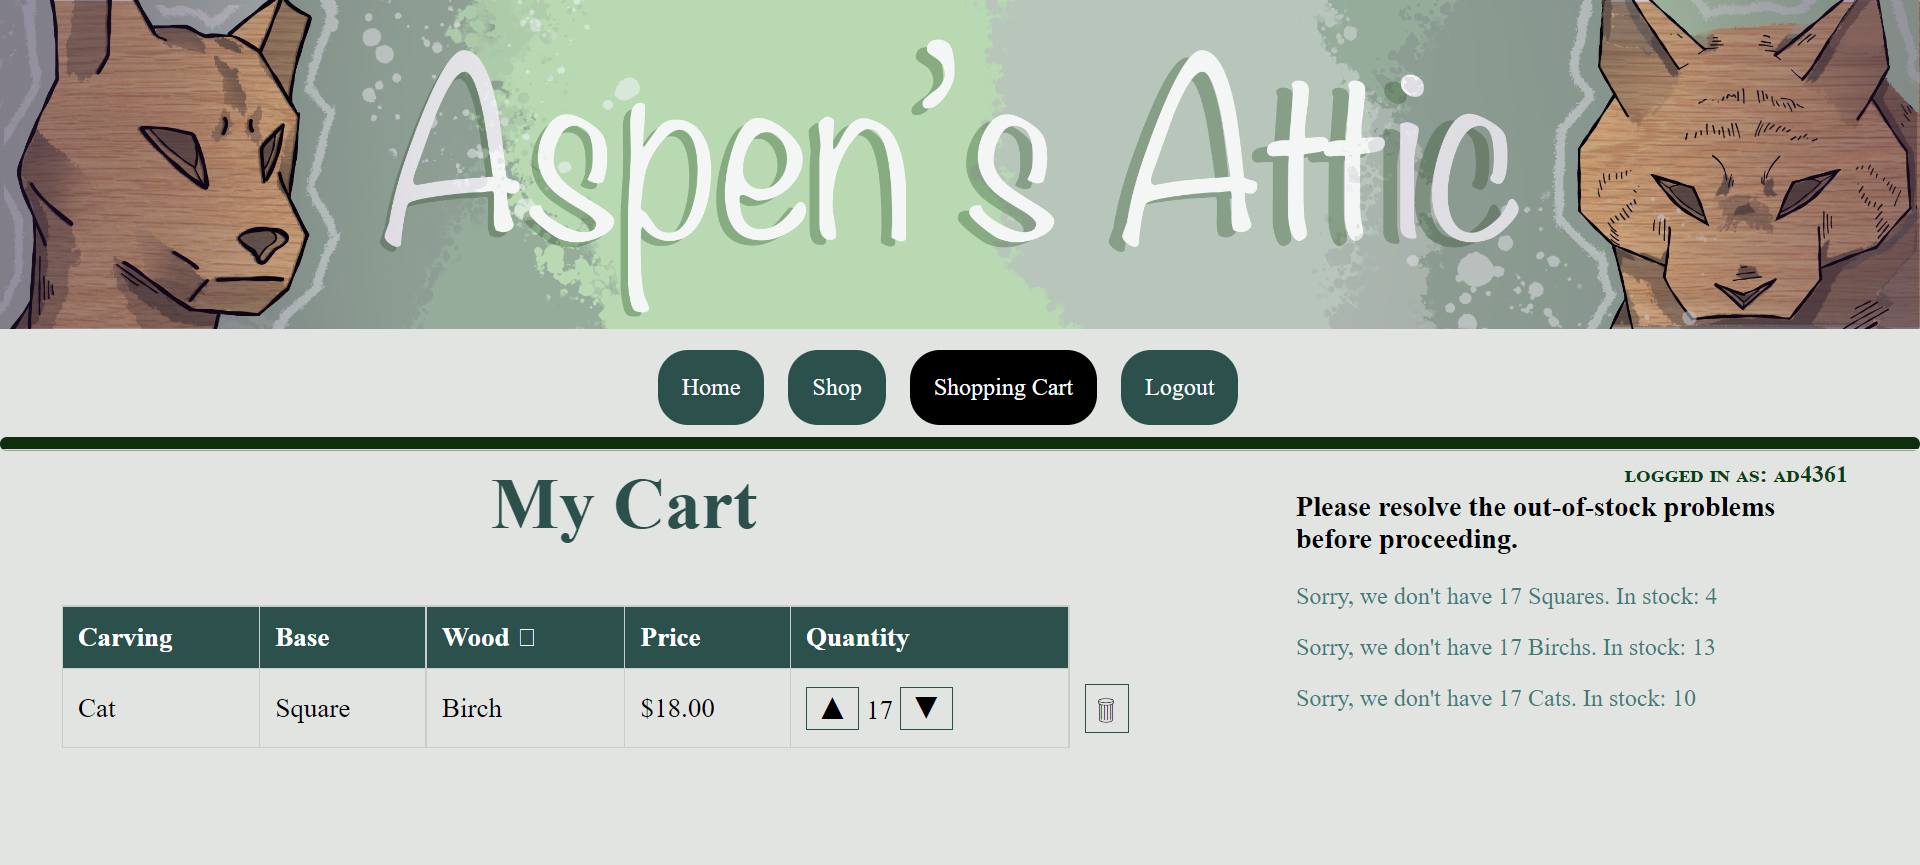 Aspen's Attic
Home Shop Shopping Cart Logout
LOGGED IN AS: AD4361
My Cart
Please resolve the out-of-stock problems
before proceeding.
Sorry, we don't have 17 Squares. In stock: 4
Sorry, we don't have 17 Birchs. In stock: 13
Sorry, we don't have 17 Cats. In stock: 10
Carving Base Wood Price Quantity
Cat Square Birch $18.00 ▲ 17 ▼